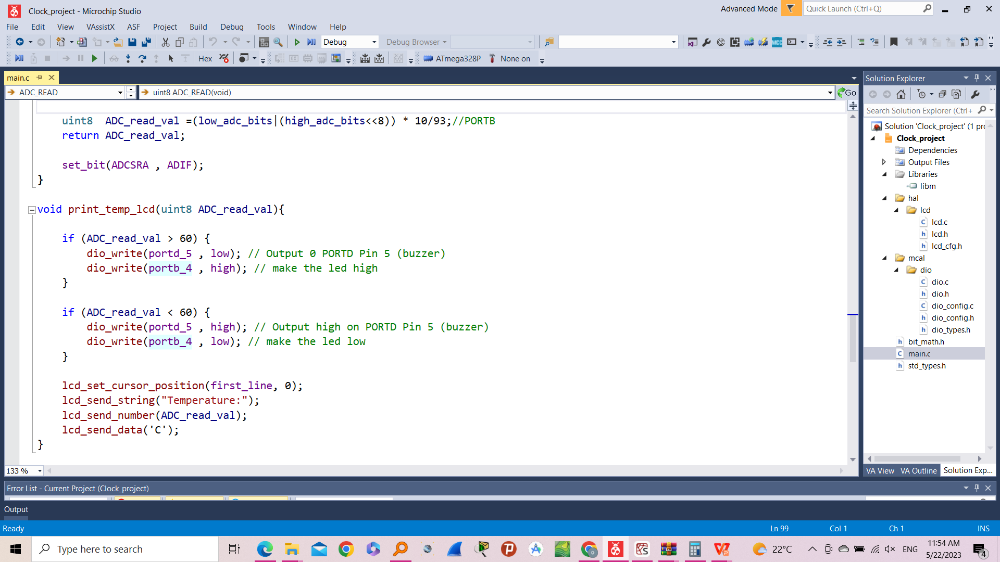 Clock_project - Microchip Studio
Advanced Mode
Quick Launch (Ctrl+Q)
File Edit View VAssistX ASF Project Build Debug Tools Window Help
Debug
Debug Browser
MCC
Hex
ATmega328P
None on
main.c
ADC_READ
uint8 ADC_READ(void)
Go
uint8  ADC_read_val =(low_adc_bits|(high_adc_bits<<8)) * 10/93;//PORTB
return ADC_read_val;
set_bit(ADCSRA , ADIF);
}
void print_temp_lcd(uint8 ADC_read_val){
if (ADC_read_val > 60) {
dio_write(portd_5 , low); // Output 0 PORTD Pin 5 (buzzer)
dio_write(portb_4 , high); // make the led high
}
if (ADC_read_val < 60) {
dio_write(portd_5 , high); // Output high on PORTD Pin 5 (buzzer)
dio_write(portb_4 , low); // make the led low
}
lcd_set_cursor_position(first_line, 0);
lcd_send_string("Temperature:");
lcd_send_number(ADC_read_val);
lcd_send_data('C');
}
133 %
Solution Explorer
Search Solution Explorer (Ctrl+
Solution 'Clock_project' (1 pr
Clock_project
Dependencies
Output Files
Libraries
libm
hal
lcd
lcd.c
lcd.h
lcd_cfg.h
mcal
dio
dio.c
dio.h
dio_config.c
dio_config.h
dio_types.h
bit_math.h
main.c
std_types.h
VA View VA Outline Solution Exp...
Error List - Current Project (Clock_project)
Output
Ready
Ln 99
Col 1
Ch 1
INS
Type here to search
22°C
ENG
11:54 AM
5/22/2023
4